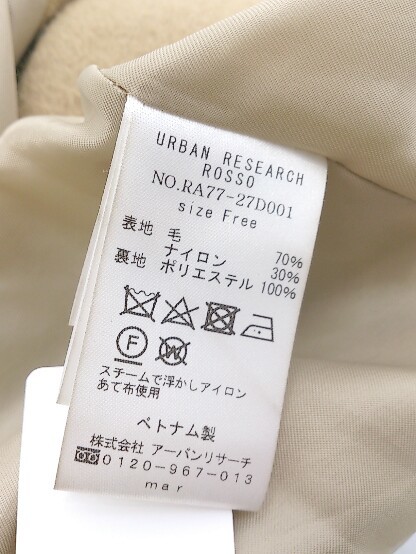 URBAN RESEARCH
ROSSO
NO.RA77-27D001
size Free
表地 毛 70%
ナイロン 30%
裏地 ポリエステル 100%
F
W
スチームで浮かしアイロン
あて布使用
ベトナム製
株式会社 アーバンリサーチ
0120-967-013
mar